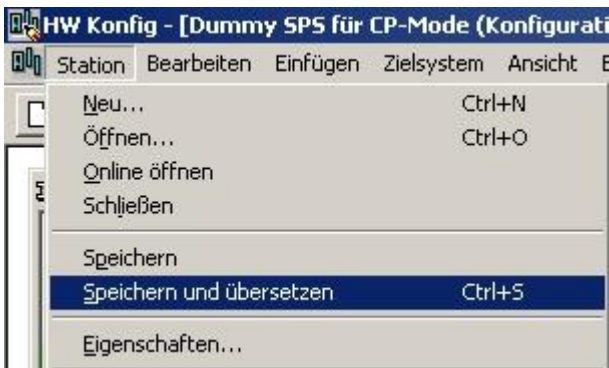 HW Konfig - [Dummy SPS für CP-Mode (Konfigurati
Station Bearbeiten Einfügen Zielsystem Ansicht E
Neu... Ctrl+N
Öffnen... Ctrl+O
Online öffnen
Schließen
Speichern
Speichern und übersetzen Ctrl+S
Eigenschaften...